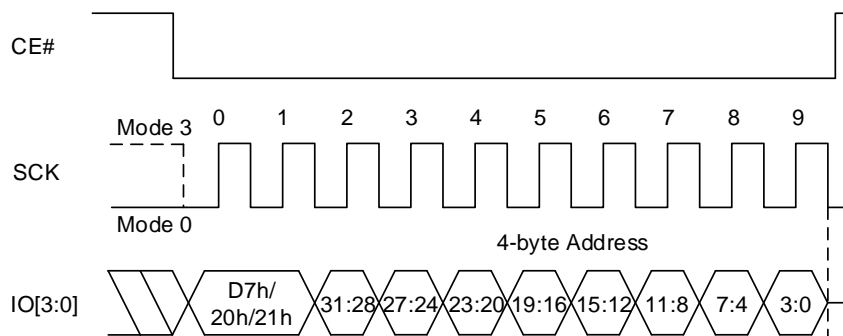 CE#
Mode 3
0 1 2 3 4 5 6 7 8 9
SCK
Mode 0
4-byte Address
IO[3:0]
D7h/
20h/21h
31:28 27:24 23:20 19:16 15:12 11:8 7:4 3:0